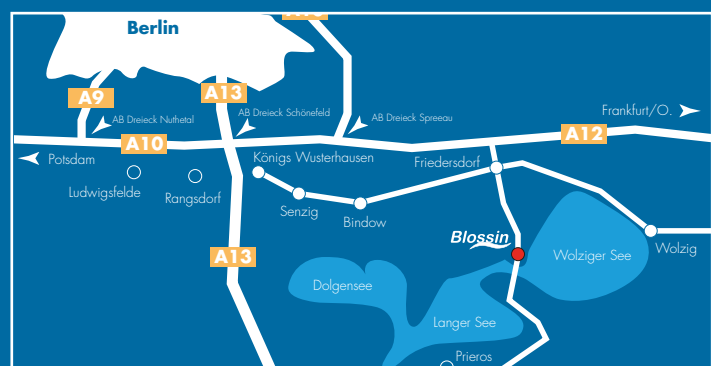 Berlin
A13
A9
AB Dreieck Nuthetal
AB Dreieck Schönefeld
AB Dreieck Spreeau
Frankfurt/O.
A12
A10
Potsdam
Königs Wusterhausen
Friedersdorf
Ludwigsfelde
Rangsdorf
Senzig
Bindow
Blossin
Wolzig
Wolziger See
A13
Dolgensee
Langer See
Prieros